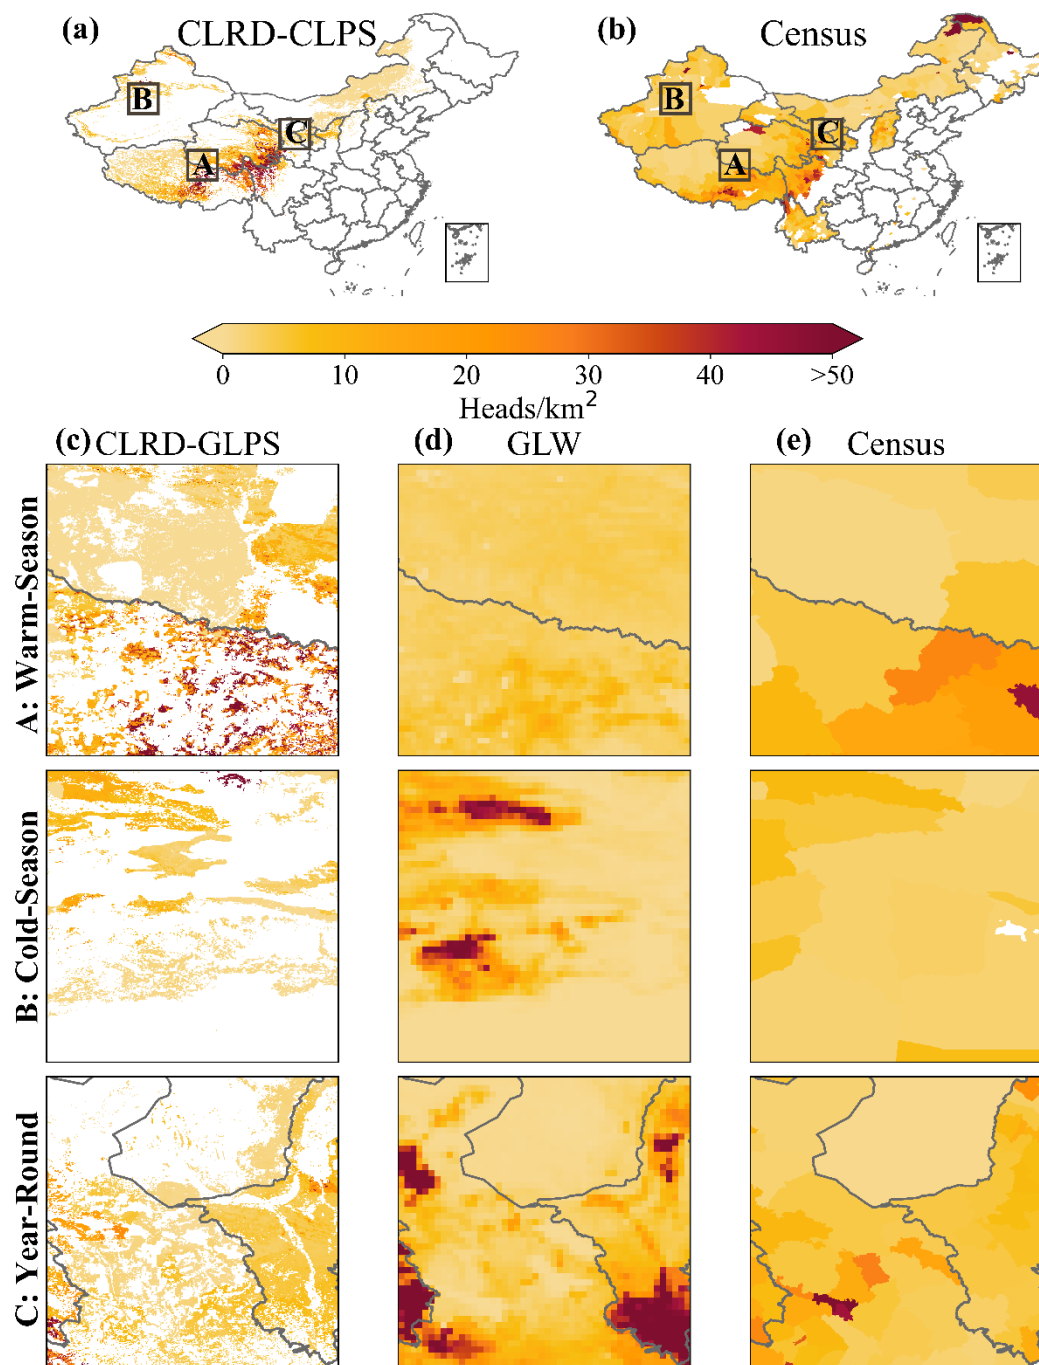 (a) CLRD-CLPS
(b) Census
B
A
C
B
A
C
0 10 20 30 40 >50
Heads/km²
(c) CLRD-GLPS
(d) GLW
(e) Census
A: Warm-Season
B: Cold-Season
C: Year-Round